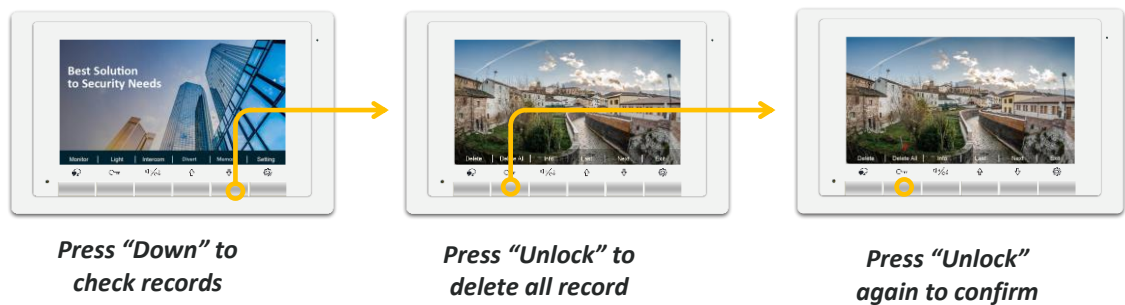 Best Solution
to Security Needs
Monitor | Light | Intercom | Divert | Memory | Setting
Delete | Delete All | Info | Last | Next | Exit
Delete | Delete All | Info | Last | Next | Exit
Press “Down” to
check records
Press “Unlock” to
delete all record
Press “Unlock”
again to confirm